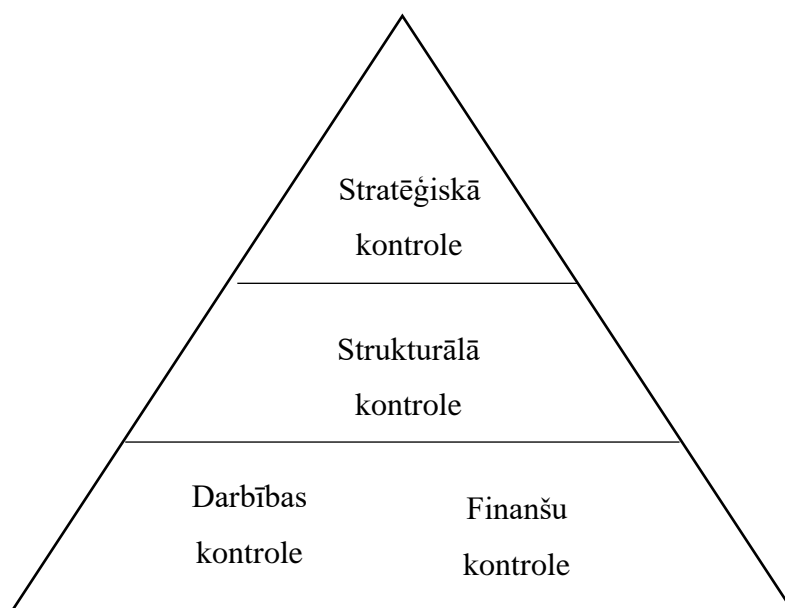 Stratēģiskā
kontrole
Strukturālā
kontrole
Darbības
kontrole
Finanšu
kontrole